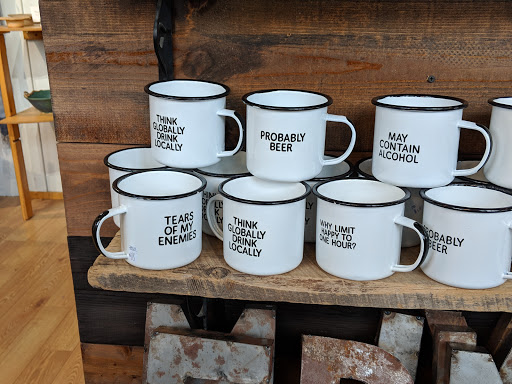 THINK
GLOBALLY
DRINK
LOCALLY
PROBABLY
BEER
MAY
CONTAIN
ALCOHOL
TEARS
OF MY
ENEMIES
THINK
GLOBALLY
DRINK
LOCALLY
WHY LIMIT
HAPPY TO
ONE HOUR?
PROBABLY
BEER